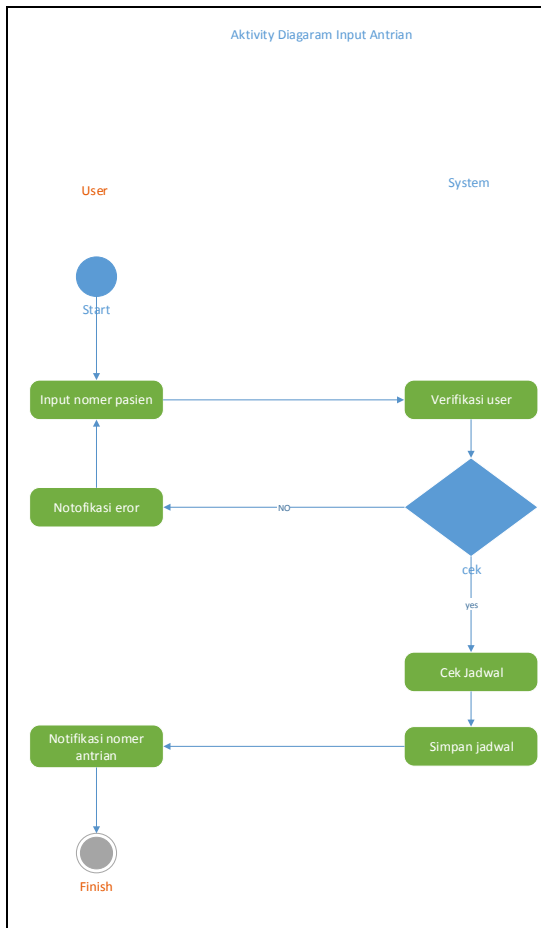 Aktivity Diagaram Input Antrian
User
System
Start
Input nomer pasien
Verifikasi user
Notofikasi eror
NO
cek
yes
Cek Jadwal
Notifikasi nomer
antrian
Simpan jadwal
Finish